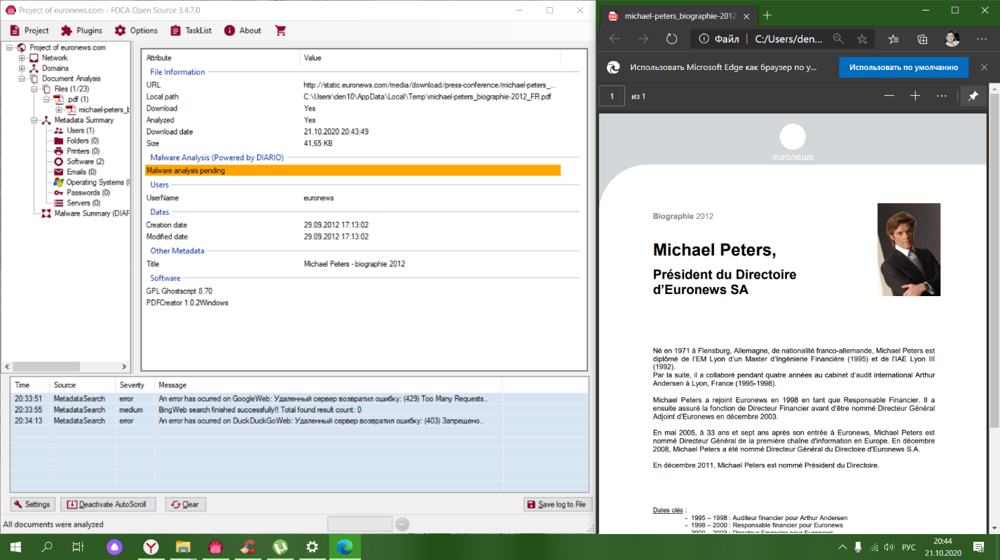 Project of euronews.com - FOCA Open Source 3.4.7.0
Project Plugins Options TaskList About
Project of euronews.com
Network
Domains
Document Analysis
Files (1/23)
.pdf (1)
michael-peters_b
Metadata Summary
Users (1)
Folders (0)
Printers (0)
Software (2)
Emails (0)
Operating Systems (
Passwords (0)
Servers (0)
Malware Summary (DIAR
Attribute Value
File Information
URL http://static.euronews.com/media/download/press-conference/michael-peters_...
Local path C:\Users\den10\AppData\Local\Temp\michael-peters_biographie-2012_FR.pdf
Download Yes
Analyzed Yes
Download date 21.10.2020 20:43:49
Size 41,65 KB
Malware Analysis (Powered by DIARIO)
Malware analysis pending
Users
UserName euronews
Dates
Creation date 29.09.2012 17:13:02
Modified date 29.09.2012 17:13:02
Other Metadata
Title Michael Peters - biographie 2012
Software
GPL Ghostscript 8.70
PDFCreator 1.0.2Windows
Time Source Severity Message
20:33:51 MetadataSearch error An error has ocurred on GoogleWeb: Удаленный сервер возвратил ошибку: (429) Too Many Requests..
20:33:55 MetadataSearch medium BingWeb search finished successfully!! Total found result count: 0
20:34:13 MetadataSearch error An error has ocurred on DuckDuckGoWeb: Удаленный сервер возвратил ошибку: (403) Запрещено..
Settings Deactivate AutoScroll Clear Save log to File
All documents were analyzed
michael-peters_biographie-2012
Файл C:/Users/den...
Использовать Microsoft Edge как браузер по у... Использовать по умолчанию
1 из 1
euronews
Biographie 2012
Michael Peters,
Président du Directoire
d'Euronews SA
Né en 1971 à Flensburg, Allemagne, de nationalité franco-allemande, Michael Peters est
diplômé de l'EM Lyon d'un Master d'Ingénierie Financière (1995) et de l'IAE Lyon III
(1992).
Par la suite, il a collaboré pendant quatre années au cabinet d'audit international Arthur
Andersen à Lyon, France (1995-1998).
Michael Peters a rejoint Euronews en 1998 en tant que Responsable Financier. Il a
ensuite assuré la fonction de Directeur Financier avant d'être nommé Directeur Général
Adjoint d'Euronews en décembre 2003.
En mai 2005, à 33 ans et sept ans après son entrée à Euronews, Michael Peters est
nommé Directeur Général de la première chaîne d'information en Europe. En décembre
2008, Michael Peters a été nommé Directeur Général du Directoire d'Euronews S.A.
En décembre 2011, Michael Peters est nommé Président du Directoire.
Dates clés :
- 1995 – 1998 : Auditeur financier pour Arthur Andersen
- 1998 – 2000 : Responsable financier pour Euronews
- 2000 – 2003 : Directeur Financier pour Euronews
РУС 20:44
21.10.2020